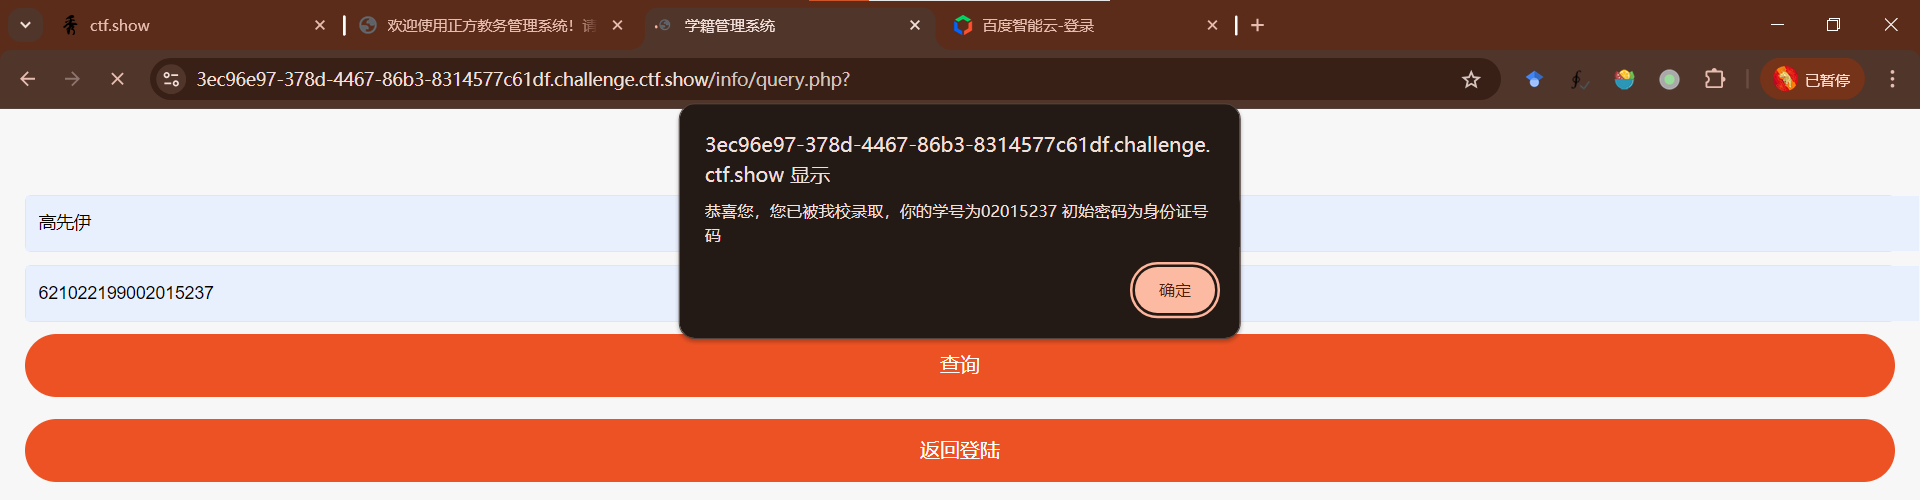 ctf.show
欢迎使用正方教务管理系统！请
学籍管理系统
百度智能云-登录
3ec96e97-378d-4467-86b3-8314577c61df.challenge.ctf.show/info/query.php?
已暂停
3ec96e97-378d-4467-86b3-8314577c61df.challenge.
ctf.show 显示
恭喜您，您已被我校录取，你的学号为02015237 初始密码为身份证号
码
确定
高先伊
621022199002015237
查询
返回登陆